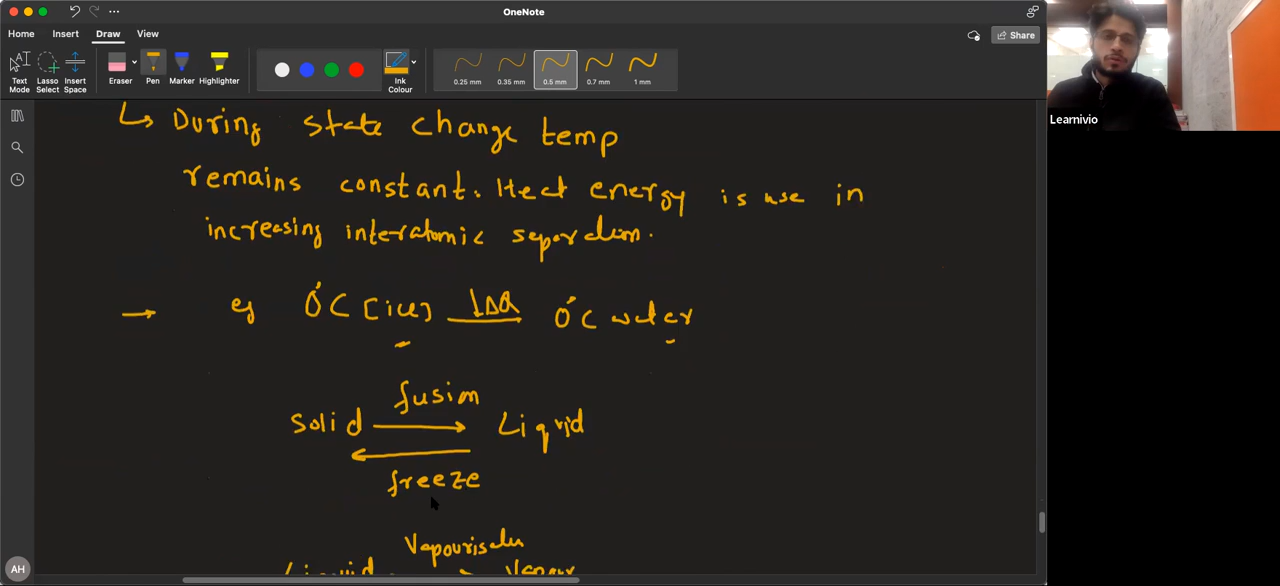 OneNote
Home Insert Draw View
Share
Text Mode
Lasso Select
Insert Space
Eraser
Pen
Marker
Highlighter
Ink Colour
0.25 mm
0.35 mm
0.5 mm
0.7 mm
1 mm
Learnivio
↳ During state change temp
remains constant. Heat energy is use in
increasing interatomic separation.
→ eg 0°C [ice] ↓ΔQ 0°C water
fusion
Solid → Liquid
←
freeze
Vapourisation
Liquid → Vapour
AH